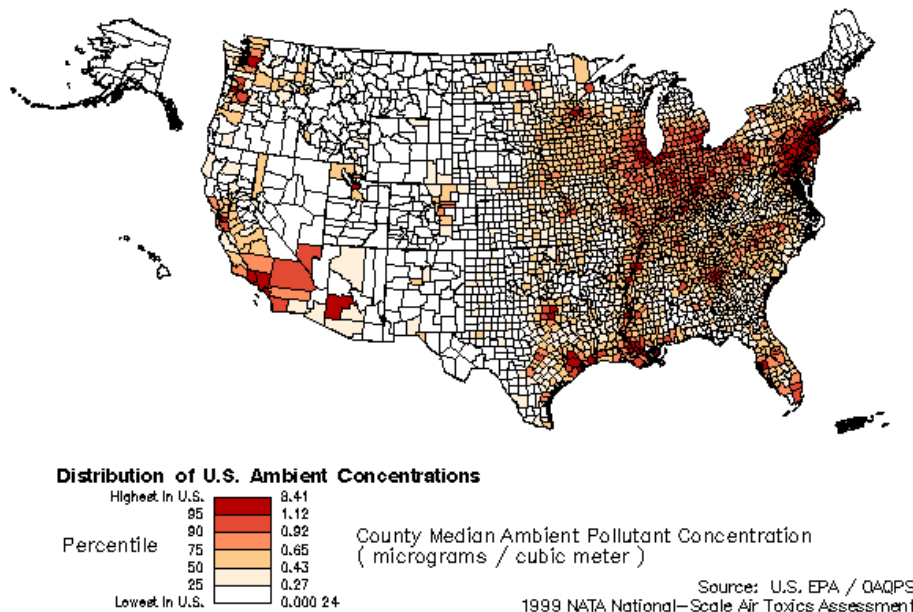 Distribution of U.S. Ambient Concentrations
Highest In U.S. 8.41
95 1.12
90 0.92
Percentile
75 0.65
50 0.43
25 0.27
Lowest In U.S. 0.000 24
County Median Ambient Pollutant Concentration
( micrograms / cubic meter )
Source: U.S. EPA / OAQPS
1999 NATA National-Scale Air Toxics Assessment